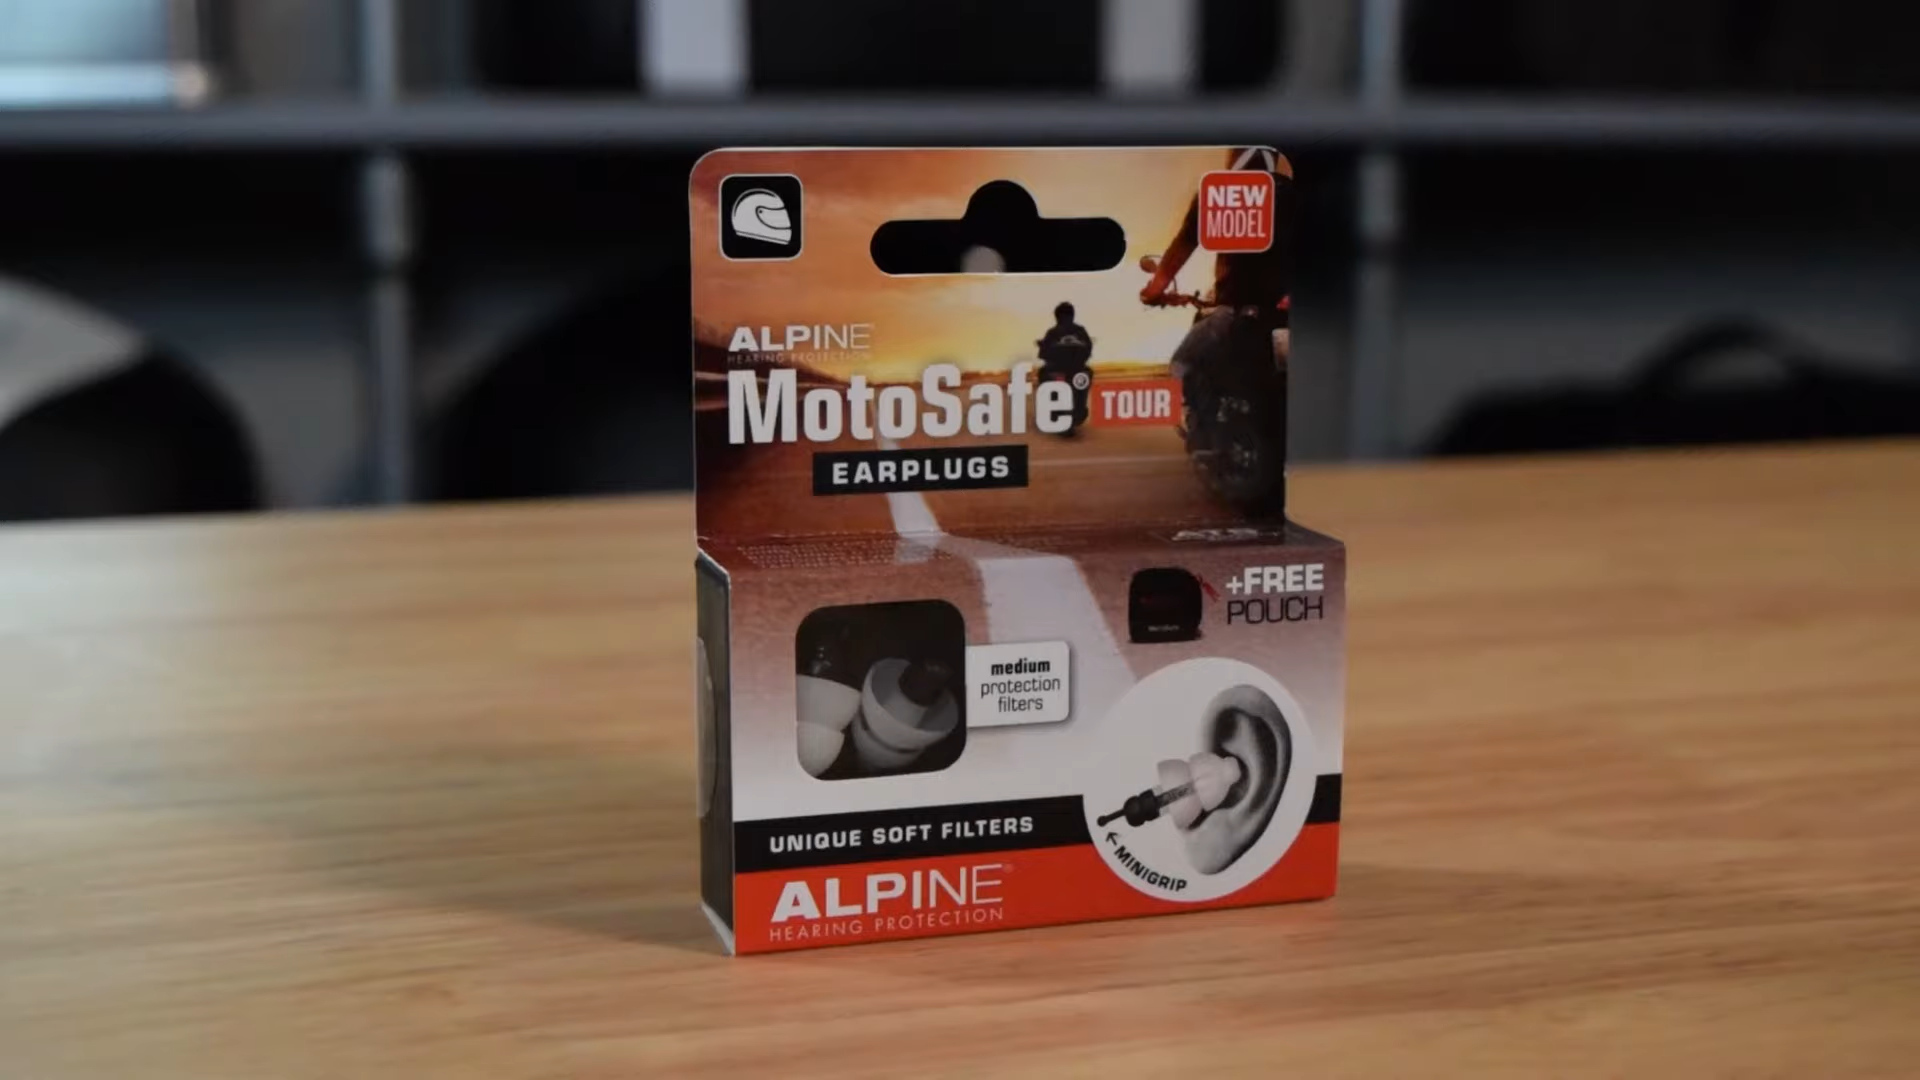 NEW
MODEL
ALPINE
HEARING PROTECTION
MotoSafe® TOUR
EARPLUGS
+FREE
POUCH
medium
protection
filters
MINIGRIP
UNIQUE SOFT FILTERS
ALPINE®
HEARING PROTECTION